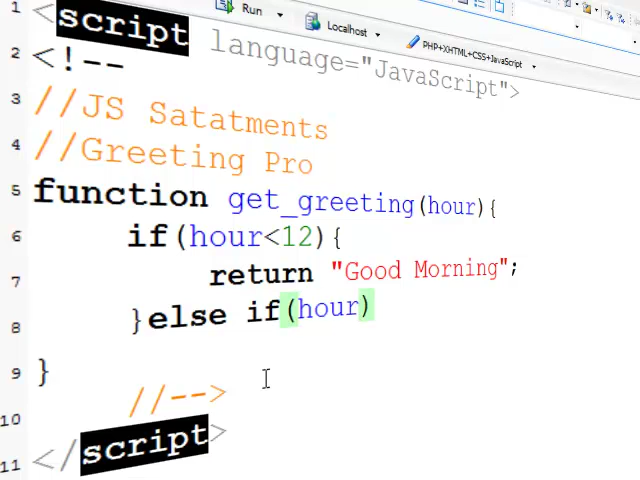 Run
Localhost
PHP+XHTML+CSS+JavaScript
1 <script language="JavaScript">
2 <!--
3 //JS Satatments
4 //Greeting Pro
5 function get_greeting(hour){
6 if(hour<12){
7 return "Good Morning";
8 }else if(hour)
9 }
10 //-->
11 </script>